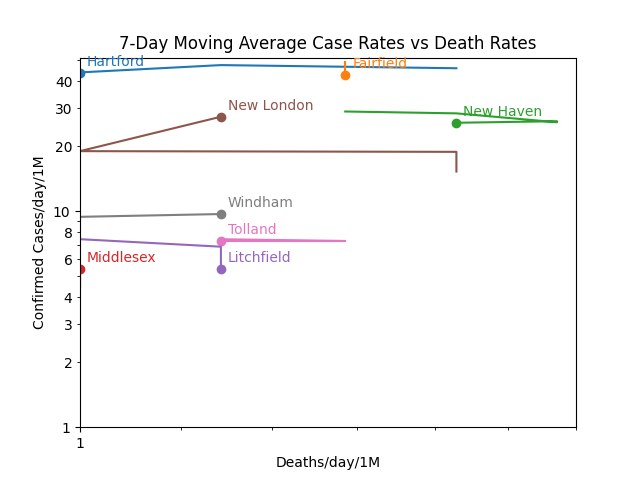 7-Day Moving Average Case Rates vs Death Rates
Hartford
Fairfield
New London
New Haven
Windham
Tolland
Middlesex
Litchfield
40
30
20
10
8
6
4
3
2
1
1
Confirmed Cases/day/1M
Deaths/day/1M